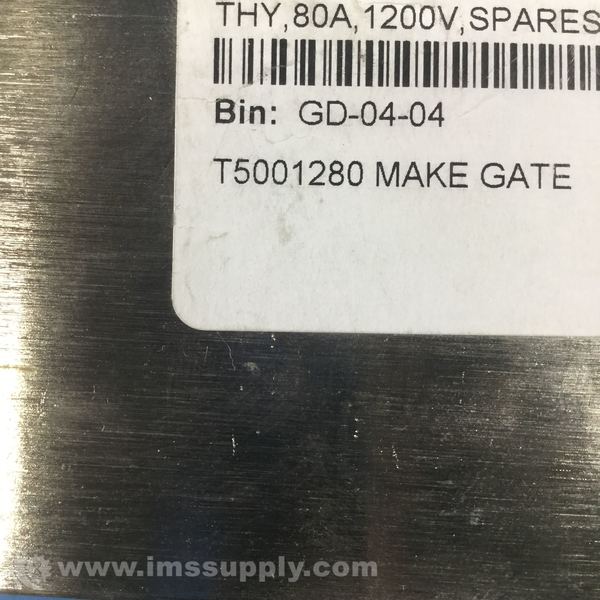 THY,80A,1200V,SPARES
Bin: GD-04-04
T5001280 MAKE GATE
www.imssupply.com